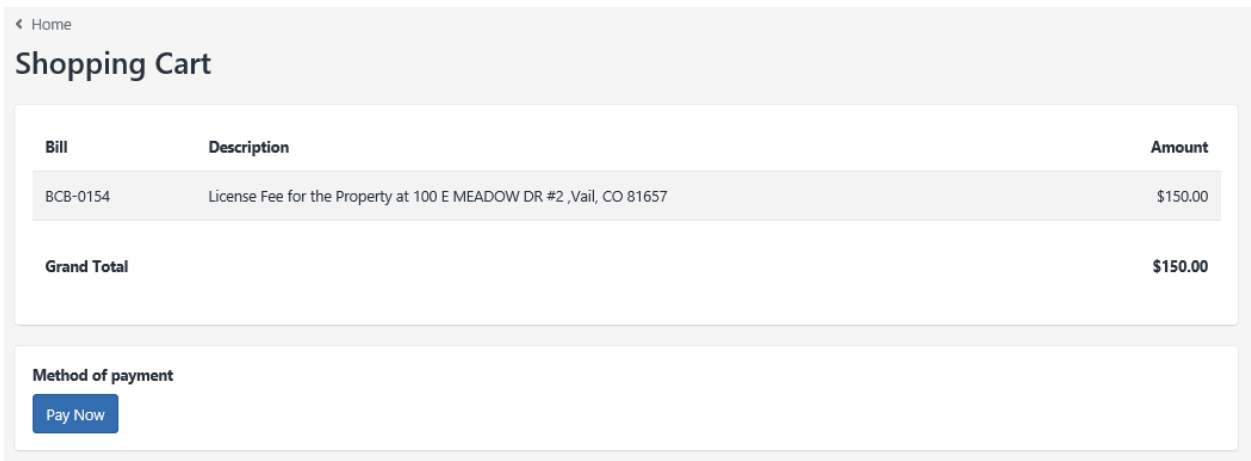 Home
Shopping Cart
Bill Description Amount
BCB-0154 License Fee for the Property at 100 E MEADOW DR #2 ,Vail, CO 81657 $150.00
Grand Total $150.00
Method of payment
Pay Now